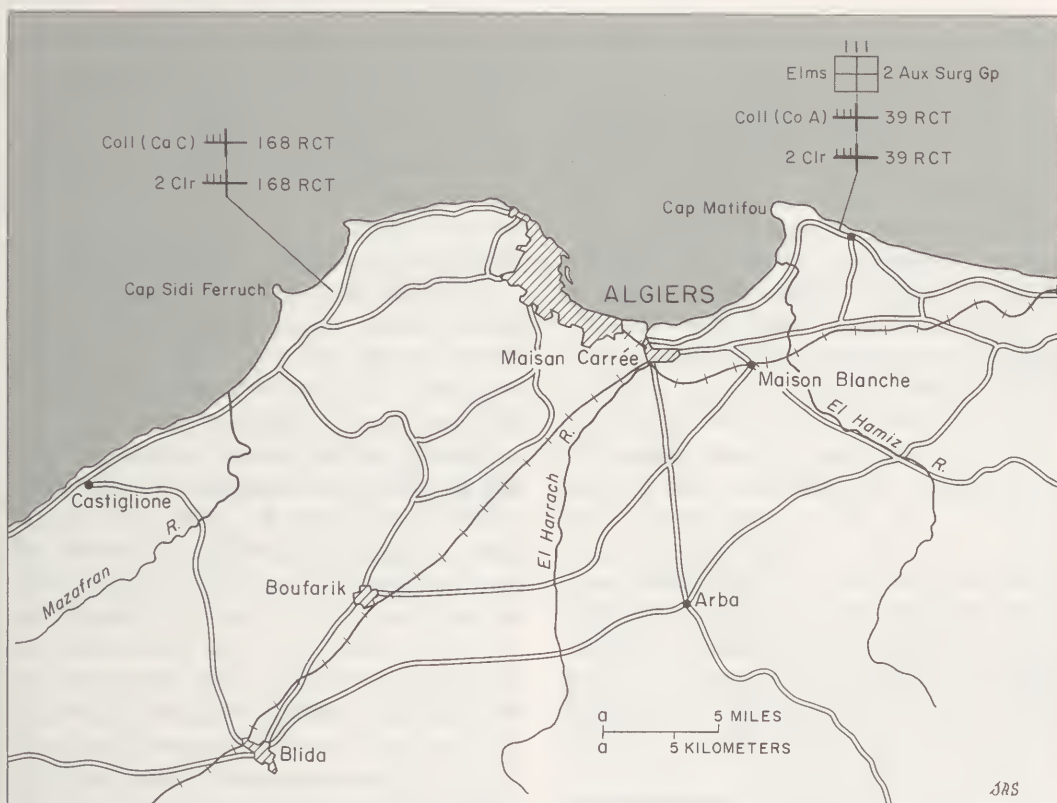 Elms 2 Aux Surg Gp
Coll (Co A) 39 RCT
2 Clr 39 RCT
Coll (Ca C) 168 RCT
2 Clr 168 RCT
Cap Matifou
Cap Sidi Ferruch
ALGIERS
Maisan Carrée
Maison Blanche
El Hamiz R.
El Harrach R.
Castiglione
Mazafran R.
Boufarik
Arba
Blida
a 5 MILES
a 5 KILOMETERS
JAS